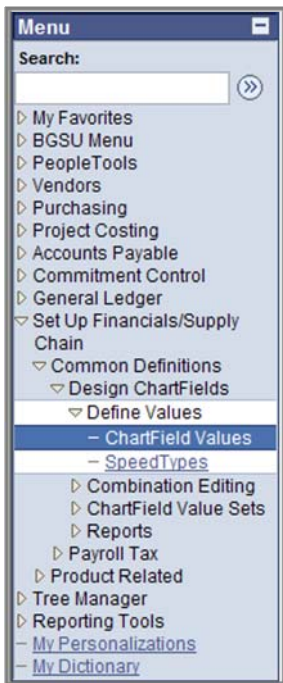 Menu
Search:
My Favorites
BGSU Menu
PeopleTools
Vendors
Purchasing
Project Costing
Accounts Payable
Commitment Control
General Ledger
Set Up Financials/Supply
Chain
Common Definitions
Design ChartFields
Define Values
– ChartField Values
– SpeedTypes
Combination Editing
ChartField Value Sets
Reports
Payroll Tax
Product Related
Tree Manager
Reporting Tools
– My Personalizations
– My Dictionary